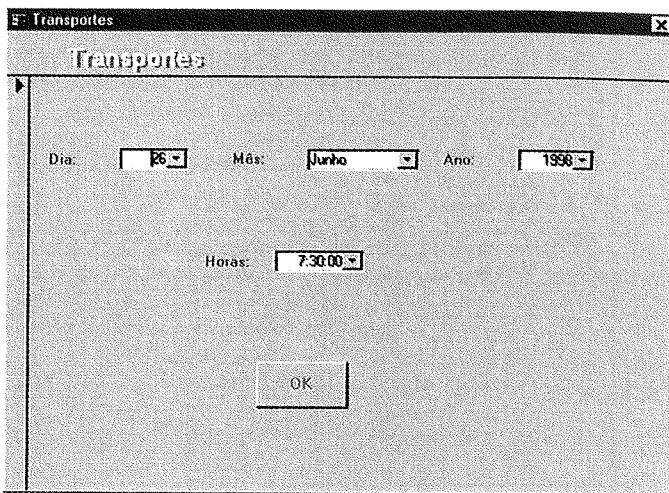 Transportes
Transportes
Dia: 26 Mês: Junho Ano: 1998
Horas: 7:30:00
OK